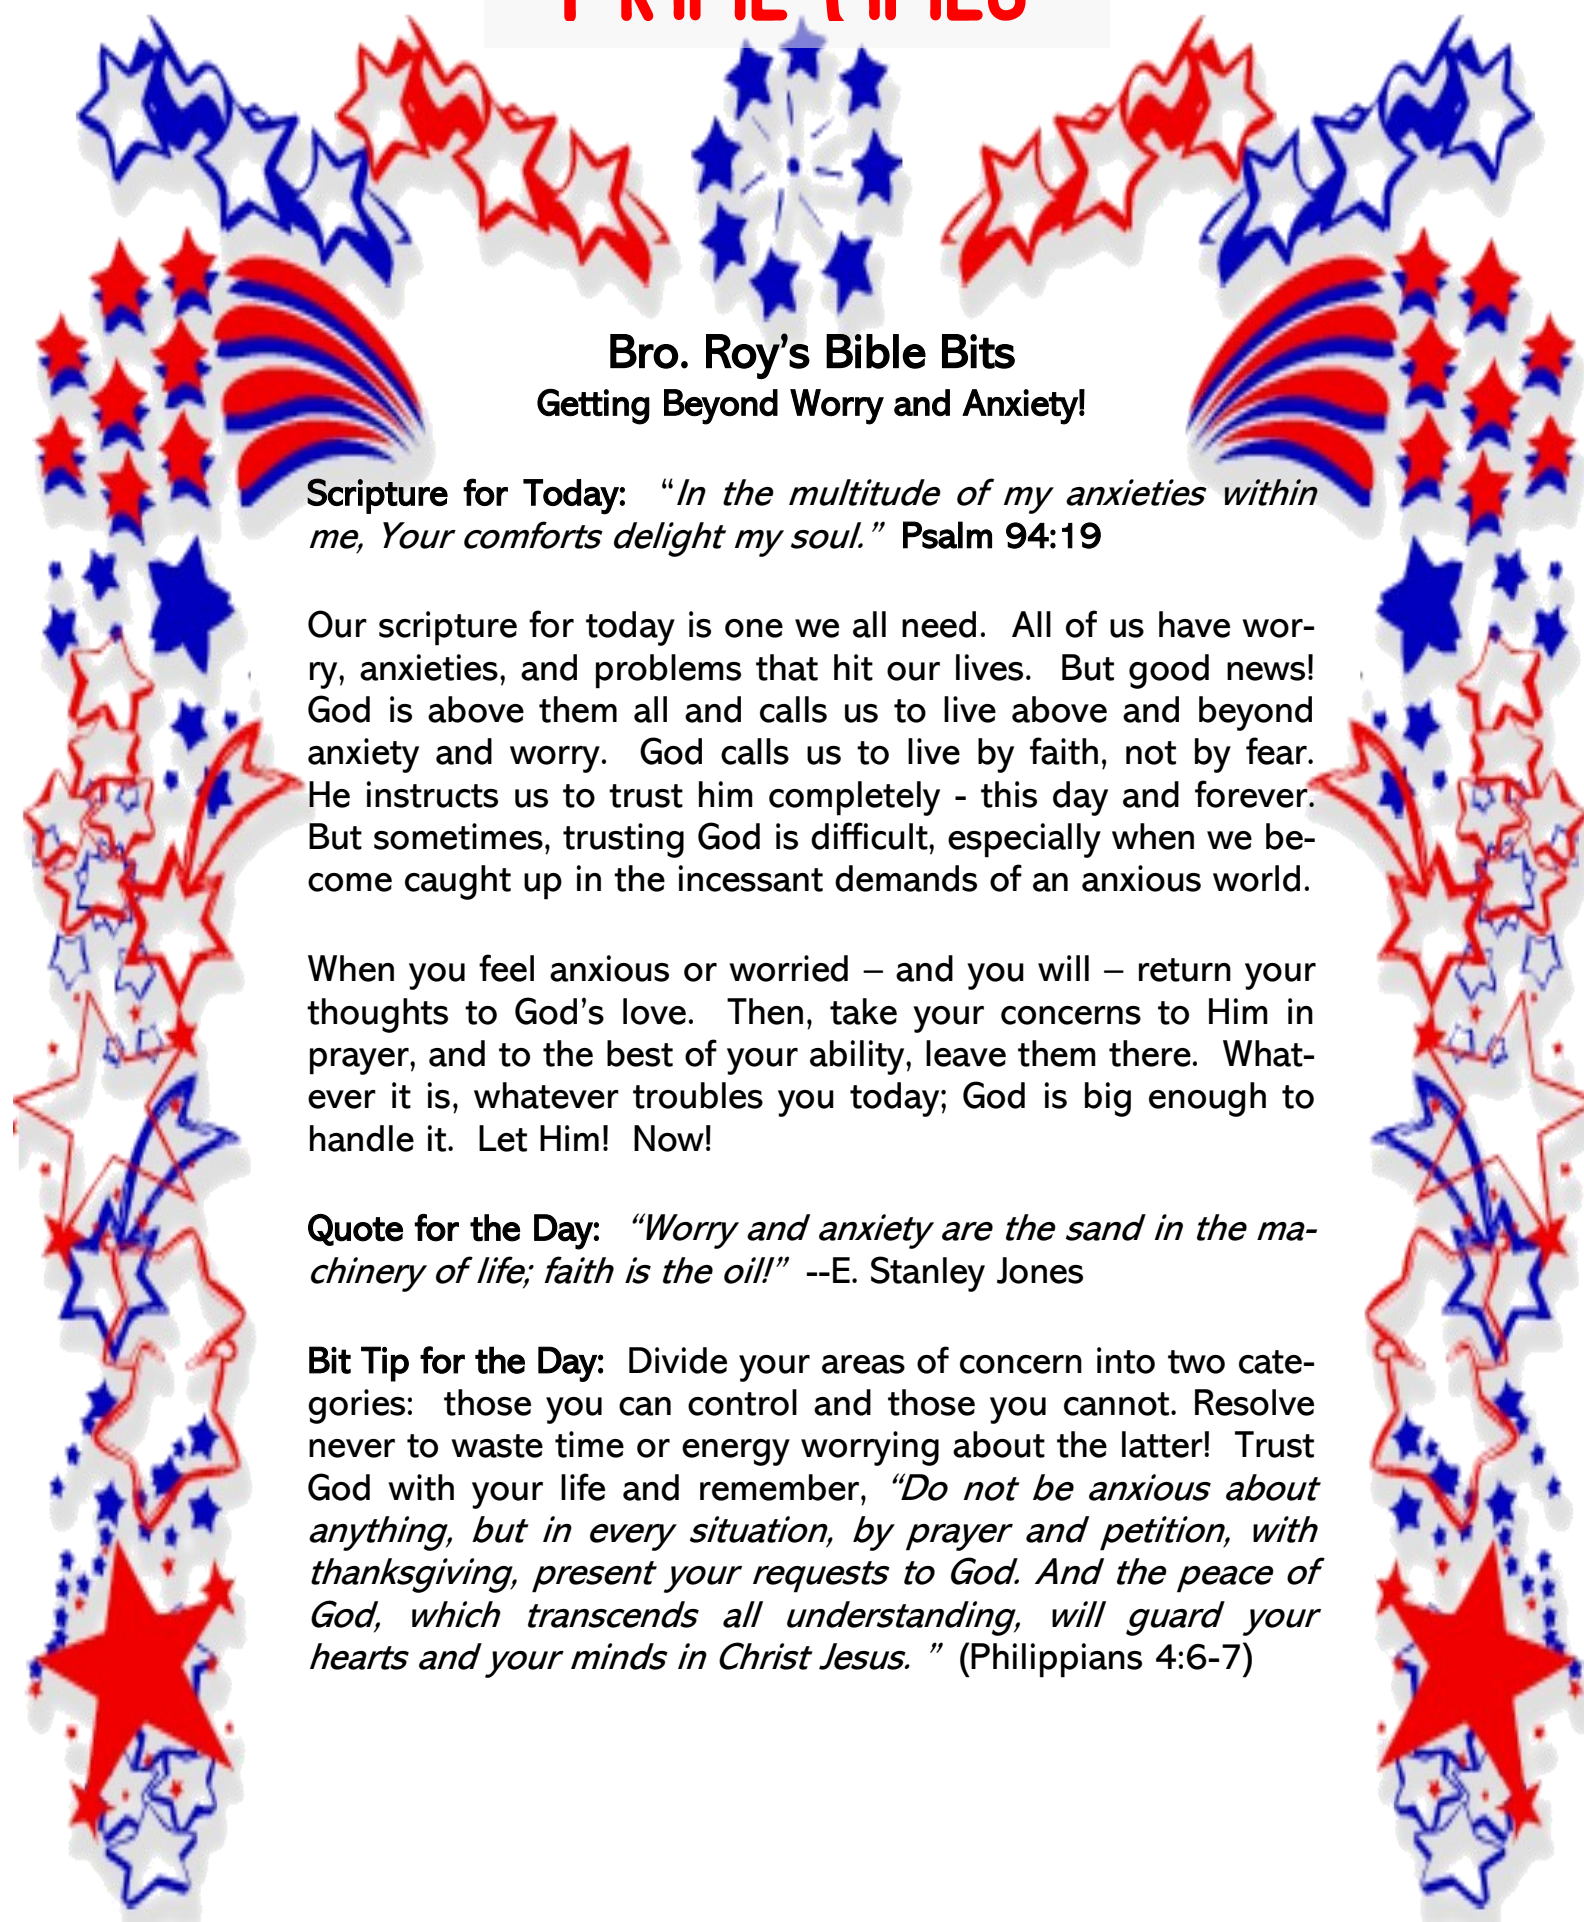 Bro. Roy's Bible Bits
Getting Beyond Worry and Anxiety!
Scripture for Today:  “In the multitude of my anxieties within
me, Your comforts delight my soul.”  Psalm 94:19
Our scripture for today is one we all need.  All of us have wor-
ry, anxieties, and problems that hit our lives.  But good news!
God is above them all and calls us to live above and beyond
anxiety and worry.  God calls us to live by faith, not by fear.
He instructs us to trust him completely - this day and forever.
But sometimes, trusting God is difficult, especially when we be-
come caught up in the incessant demands of an anxious world.
When you feel anxious or worried – and you will – return your
thoughts to God’s love.  Then, take your concerns to Him in
prayer, and to the best of your ability, leave them there.  What-
ever it is, whatever troubles you today; God is big enough to
handle it.  Let Him!  Now!
Quote for the Day:  “Worry and anxiety are the sand in the ma-
chinery of life; faith is the oil!”  --E. Stanley Jones
Bit Tip for the Day:  Divide your areas of concern into two cate-
gories:  those you can control and those you cannot. Resolve
never to waste time or energy worrying about the latter!  Trust
God with your life and remember, “Do not be anxious about
anything, but in every situation, by prayer and petition, with
thanksgiving, present your requests to God. And the peace of
God, which transcends all understanding, will guard your
hearts and your minds in Christ Jesus. ”  (Philippians 4:6-7)